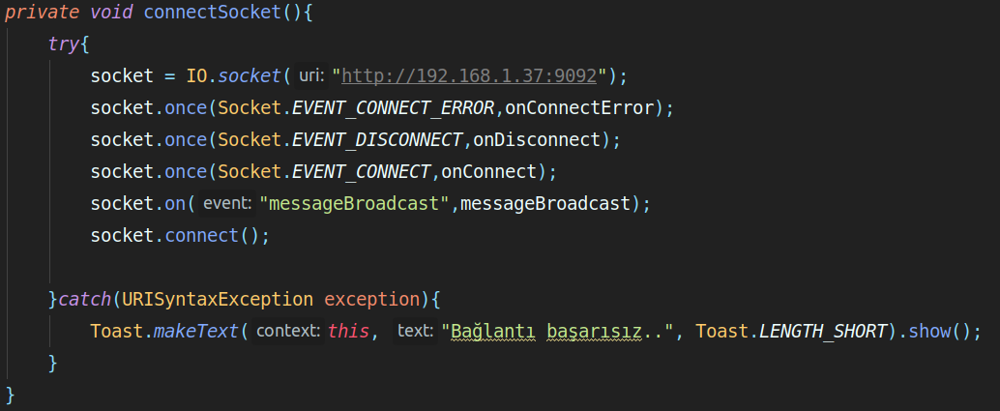 private void connectSocket(){
try{
socket = IO.socket( uri: "http://192.168.1.37:9092");
socket.once(Socket.EVENT_CONNECT_ERROR,onConnectError);
socket.once(Socket.EVENT_DISCONNECT,onDisconnect);
socket.once(Socket.EVENT_CONNECT,onConnect);
socket.on( event: "messageBroadcast",messageBroadcast);
socket.connect();
}catch(URISyntaxException exception){
Toast.makeText( context: this, text: "Bağlantı başarısız..", Toast.LENGTH_SHORT).show();
}
}